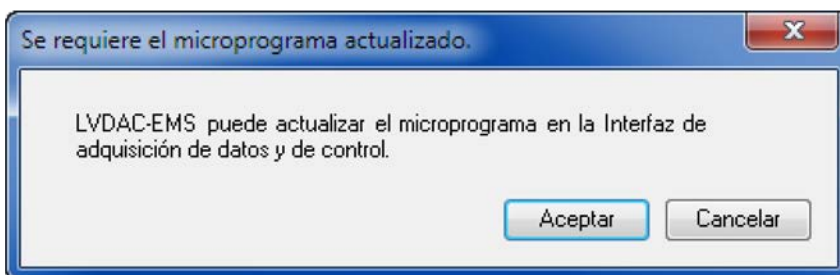 Se requiere el microprograma actualizado.
LVDAC-EMS puede actualizar el microprograma en la Interfaz de
adquisición de datos y de control.
Aceptar Cancelar